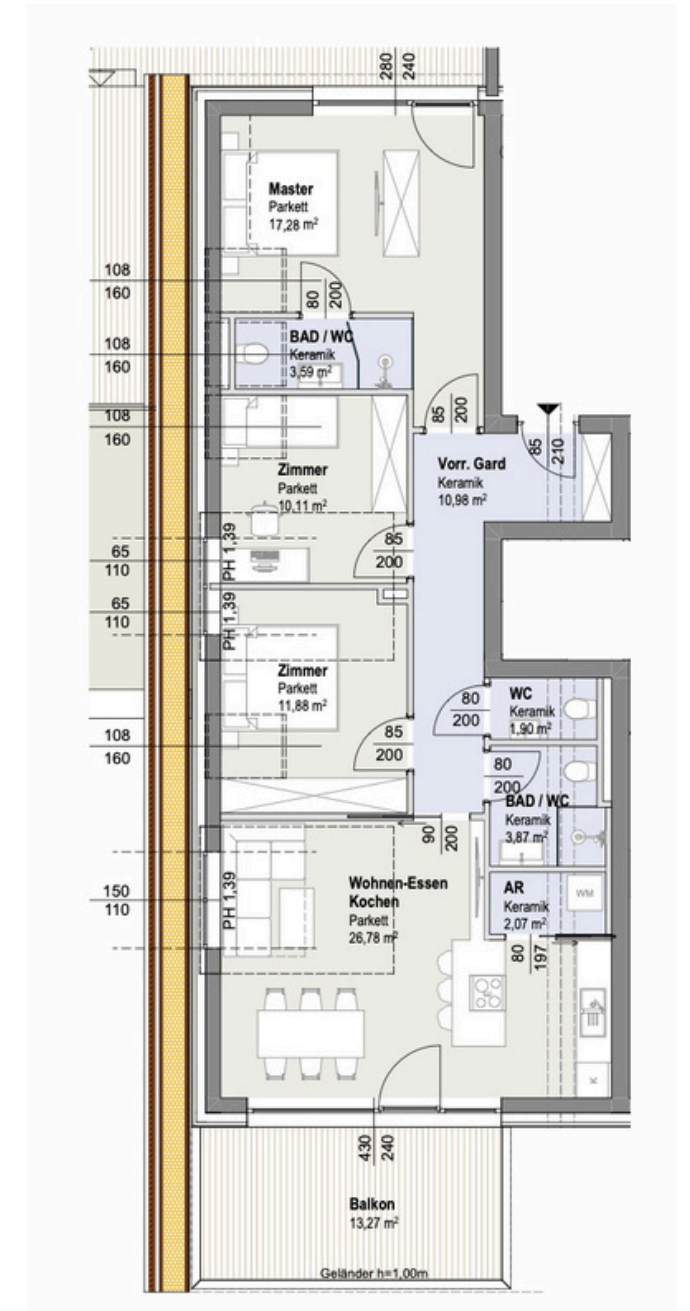 280
240
Master
Parkett
17,28 m²
108
160
80
200
BAD / WC
Keramik
3,59 m²
108
160
108
160
85
200
85
210
Vorr. Gard
Keramik
10,98 m²
Zimmer
Parkett
10,11 m²
PH 1,39
85
200
65
110
65
110
PH 1,39
Zimmer
Parkett
11,88 m²
80
200
WC
Keramik
1,90 m²
108
160
85
200
80
200
BAD / WC
Keramik
3,87 m²
90
200
150
110
PH 1,39
Wohnen-Essen
Kochen
Parkett
26,78 m²
AR
Keramik
2,07 m²
WM
80
197
K
430
240
Balkon
13,27 m²
Geländer h=1,00m